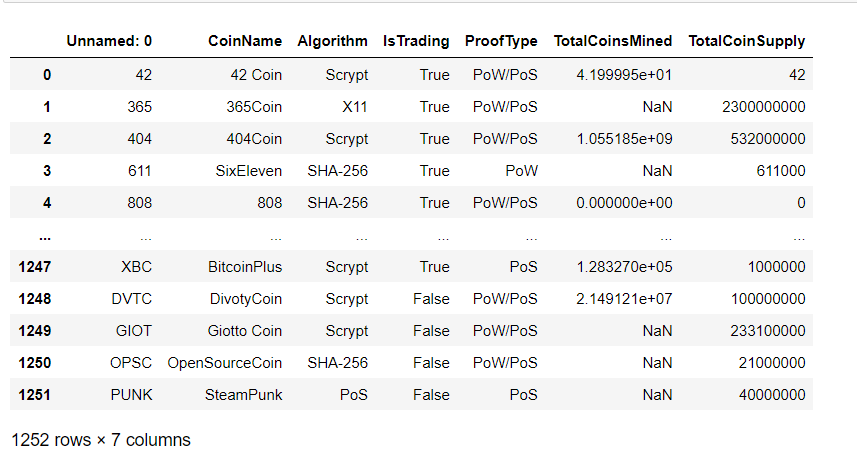 Unnamed: 0 CoinName Algorithm IsTrading ProofType TotalCoinsMined TotalCoinSupply
0 42 42 Coin Scrypt True PoW/PoS 4.199995e+01 42
1 365 365Coin X11 True PoW/PoS NaN 2300000000
2 404 404Coin Scrypt True PoW/PoS 1.055185e+09 532000000
3 611 SixEleven SHA-256 True PoW NaN 611000
4 808 808 SHA-256 True PoW/PoS 0.000000e+00 0
... ... ... ... ... ... ... ...
1247 XBC BitcoinPlus Scrypt True PoS 1.283270e+05 1000000
1248 DVTC DivotyCoin Scrypt False PoW/PoS 2.149121e+07 100000000
1249 GIOT Giotto Coin Scrypt False PoW/PoS NaN 233100000
1250 OPSC OpenSourceCoin SHA-256 False PoW/PoS NaN 21000000
1251 PUNK SteamPunk PoS False PoS NaN 40000000
1252 rows × 7 columns